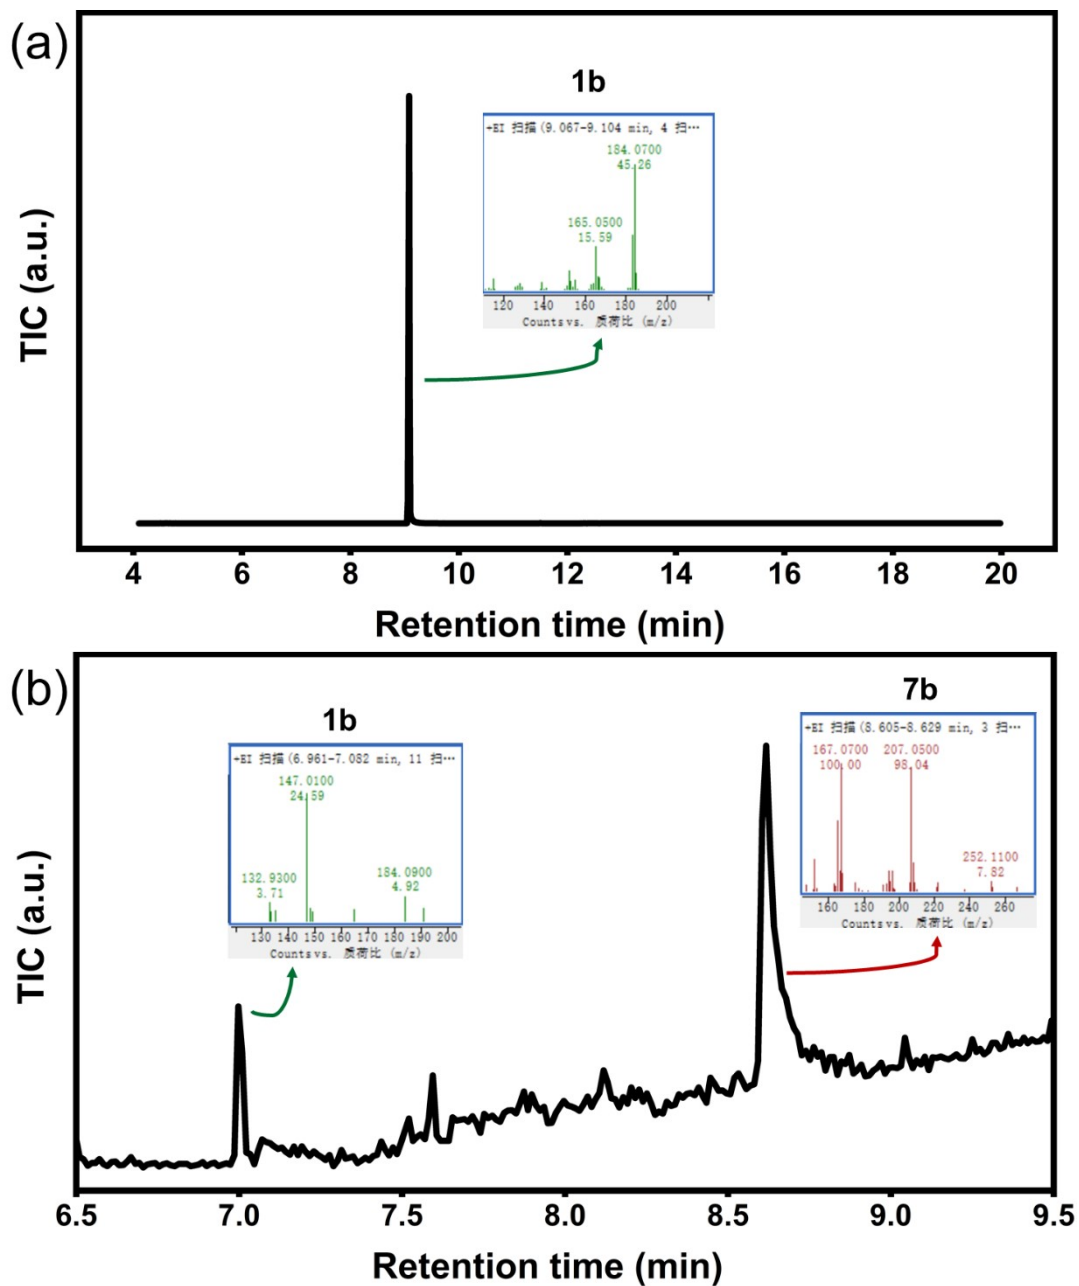 (a)
1b
+EI 扫描(9.067-9.104 min, 4 扫…
184.0700
45.26
165.0500
15.59
120 140 160 180 200
Counts vs. 质荷比 (m/z)
TIC (a.u.)
4 6 8 10 12 14 16 18 20
Retention time (min)
(b)
1b
+EI 扫描(6.961-7.082 min, 11 扫…
147.0100
24.59
132.9300
3.71
184.0900
4.92
130 140 150 160 170 180 190 200
Counts vs. 质荷比 (m/z)
7b
+EI 扫描(8.605-8.629 min, 3 扫…
167.0700 207.0500
100.00 98.04
252.1100
7.82
160 180 200 220 240 260
Counts vs. 质荷比 (m/z)
TIC (a.u.)
6.5 7.0 7.5 8.0 8.5 9.0 9.5
Retention time (min)